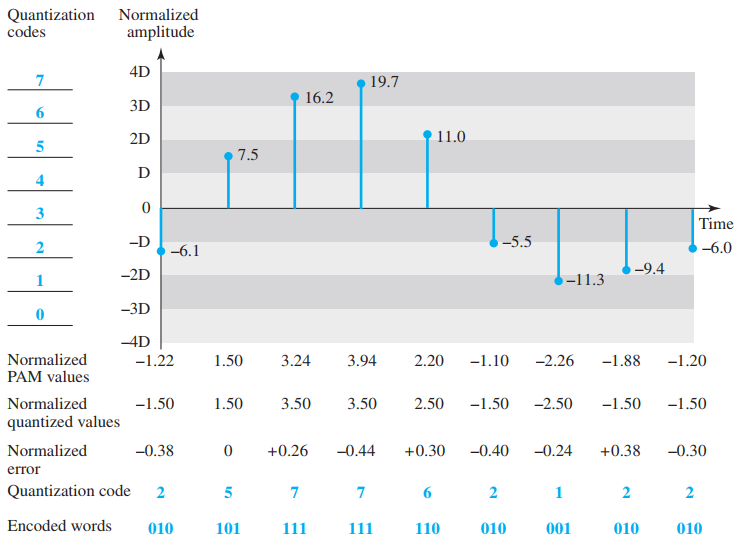 Quantization codes
Normalized amplitude
4D
7
19.7
16.2
3D
6
2D
11.0
5
7.5
D
4
0
3
Time
–D
–5.5
–6.0
2
–6.1
–2D
–11.3
–9.4
1
–3D
0
–4D
Normalized PAM values –1.22 1.50 3.24 3.94 2.20 –1.10 –2.26 –1.88 –1.20
Normalized quantized values –1.50 1.50 3.50 3.50 2.50 –1.50 –2.50 –1.50 –1.50
Normalized error –0.38 0 +0.26 –0.44 +0.30 –0.40 –0.24 +0.38 –0.30
Quantization code 2 5 7 7 6 2 1 2 2
Encoded words 010 101 111 111 110 010 001 010 010